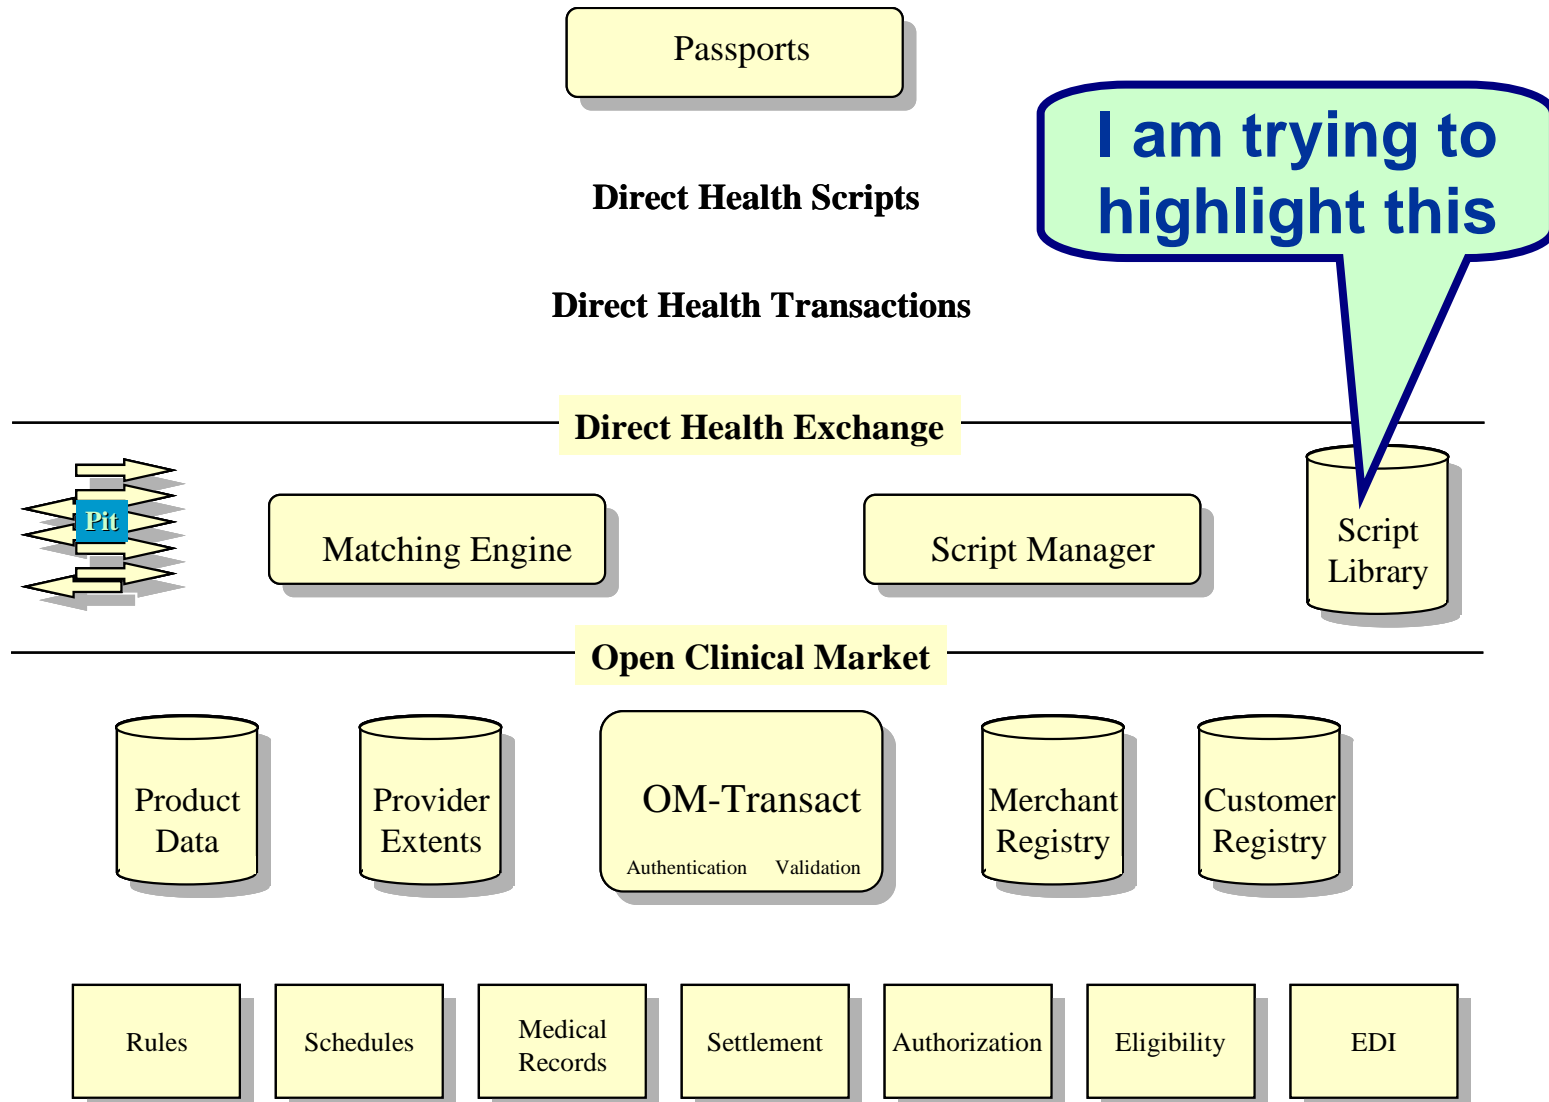 Passports
I am trying to
highlight this
Direct Health Scripts
Direct Health Transactions
Direct Health Exchange
Pit
Matching Engine
Script Manager
Script
Library
Open Clinical Market
Product
Data
Provider
Extents
OM-Transact
Authentication Validation
Merchant
Registry
Customer
Registry
Rules
Schedules
Medical
Records
Settlement
Authorization
Eligibility
EDI